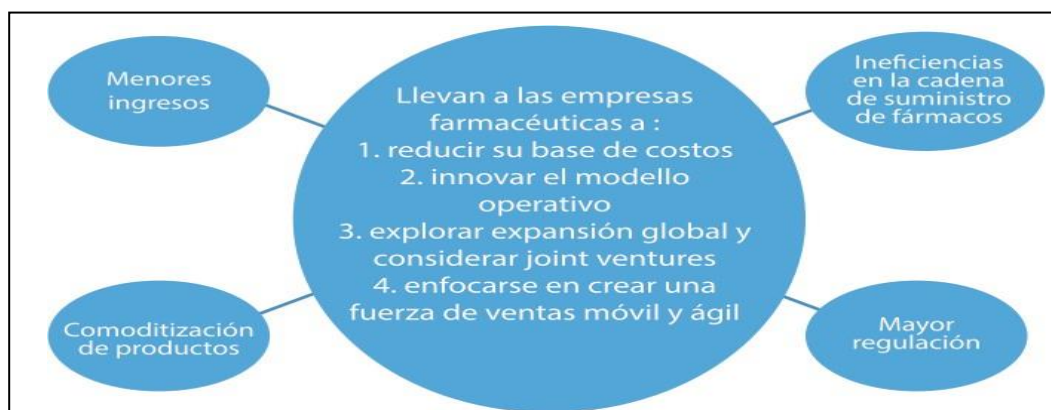 Menores
ingresos
Ineficiencias
en la cadena
de suministro
de fármacos
Llevan a las empresas
farmacéuticas a :
1. reducir su base de costos
2. innovar el modello
operativo
3. explorar expansión global y
considerar joint ventures
4. enfocarse en crear una
fuerza de ventas móvil y ágil
Comoditización
de productos
Mayor
regulación